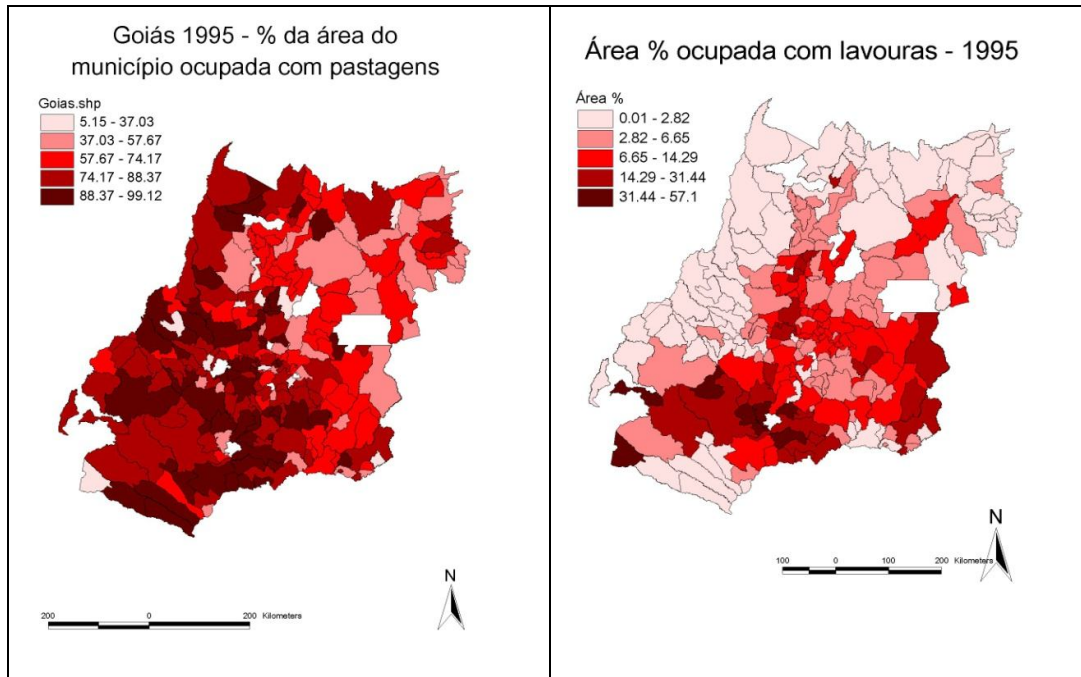 Goiás 1995 - % da área do
município ocupada com pastagens
Goias.shp
5.15 - 37.03
37.03 - 57.67
57.67 - 74.17
74.17 - 88.37
88.37 - 99.12
N
200 0 200 Kilometers
Área % ocupada com lavouras - 1995
Área %
0.01 - 2.82
2.82 - 6.65
6.65 - 14.29
14.29 - 31.44
31.44 - 57.1
N
100 0 100 200 Kilometers